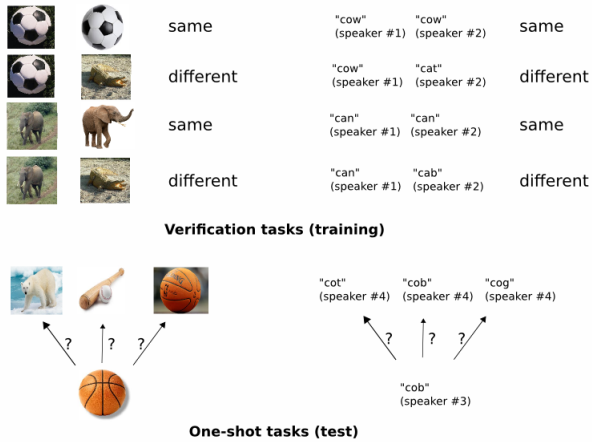 same
"cow" "cow"
(speaker #1) (speaker #2)
same
different
"cow" "cat"
(speaker #1) (speaker #2)
different
same
"can" "can"
(speaker #1) (speaker #2)
same
different
"can" "cab"
(speaker #1) (speaker #2)
different
Verification tasks (training)
"cot" "cob" "cog"
(speaker #4) (speaker #4) (speaker #4)
? ? ?
? ? ?
"cob"
(speaker #3)
One-shot tasks (test)